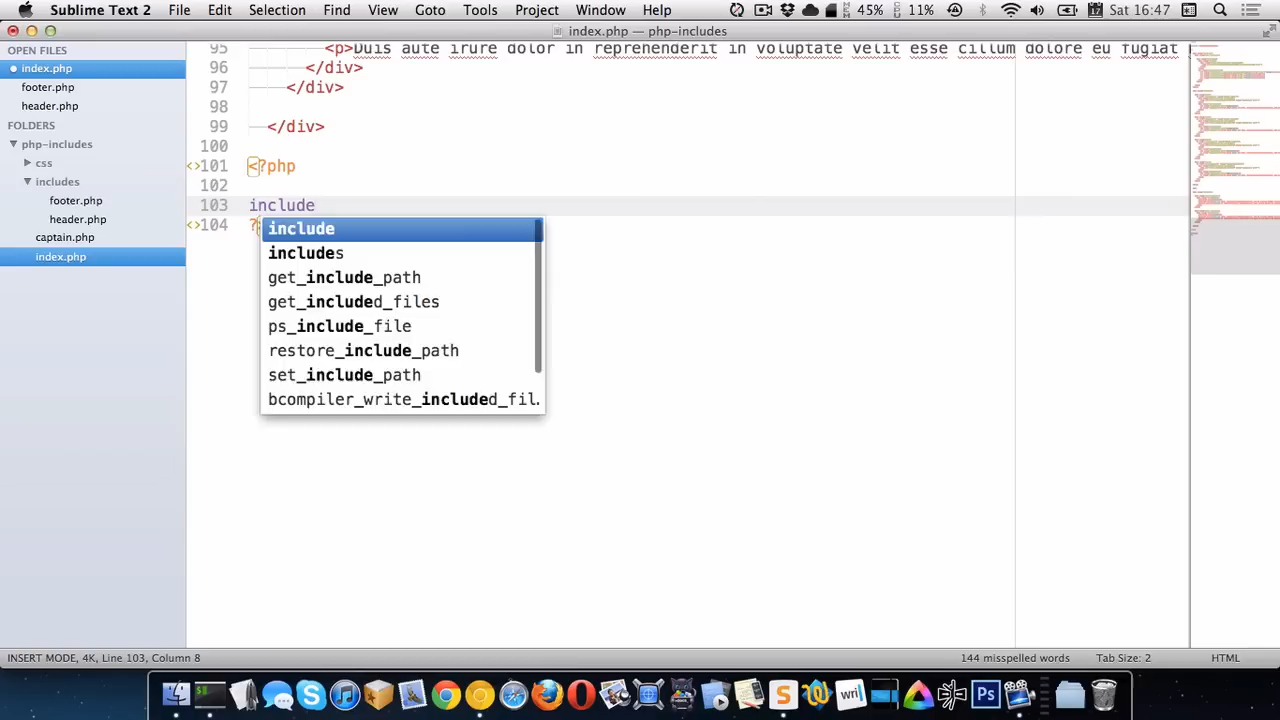 Sublime Text 2 File Edit Selection Find View Goto Tools Project Window Help 45% 11% Sat 16:47
index.php — php-includes
OPEN FILES
index.php
footer.php
header.php
FOLDERS
php-includes
css
includes
footer.php
header.php
captain.php
index.php
95 <p>Duis aute irure dolor in reprehenderit in voluptate velit esse cillum dolore eu fugiat
96 </div>
97 </div>
98
99 </div>
100
101 <?php
102
103 include
104 ?
include
includes
get_include_path
get_included_files
ps_include_file
restore_include_path
set_include_path
bcompiler_write_included_fil.
INSERT MODE, 4K, Line 103, Column 8 144 misspelled words Tab Size: 2 HTML
wri Ps